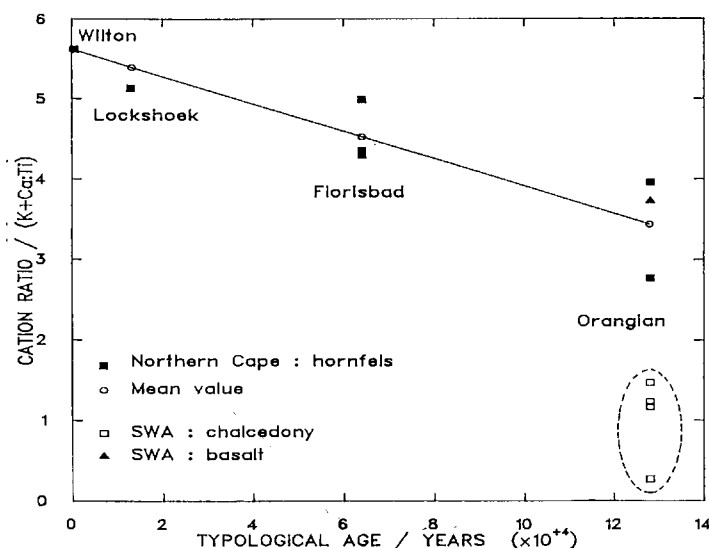 6
Wilton
5
Lockshoek
4
Florisbad
3
Orangian
2
1
0
Northern Cape : hornfels
Mean value
SWA : chalcedony
SWA : basalt
CATION RATIO / (K+Ca:Ti)
0 2 4 6 8 10 12 14
TYPOLOGICAL AGE / YEARS (×10+4)